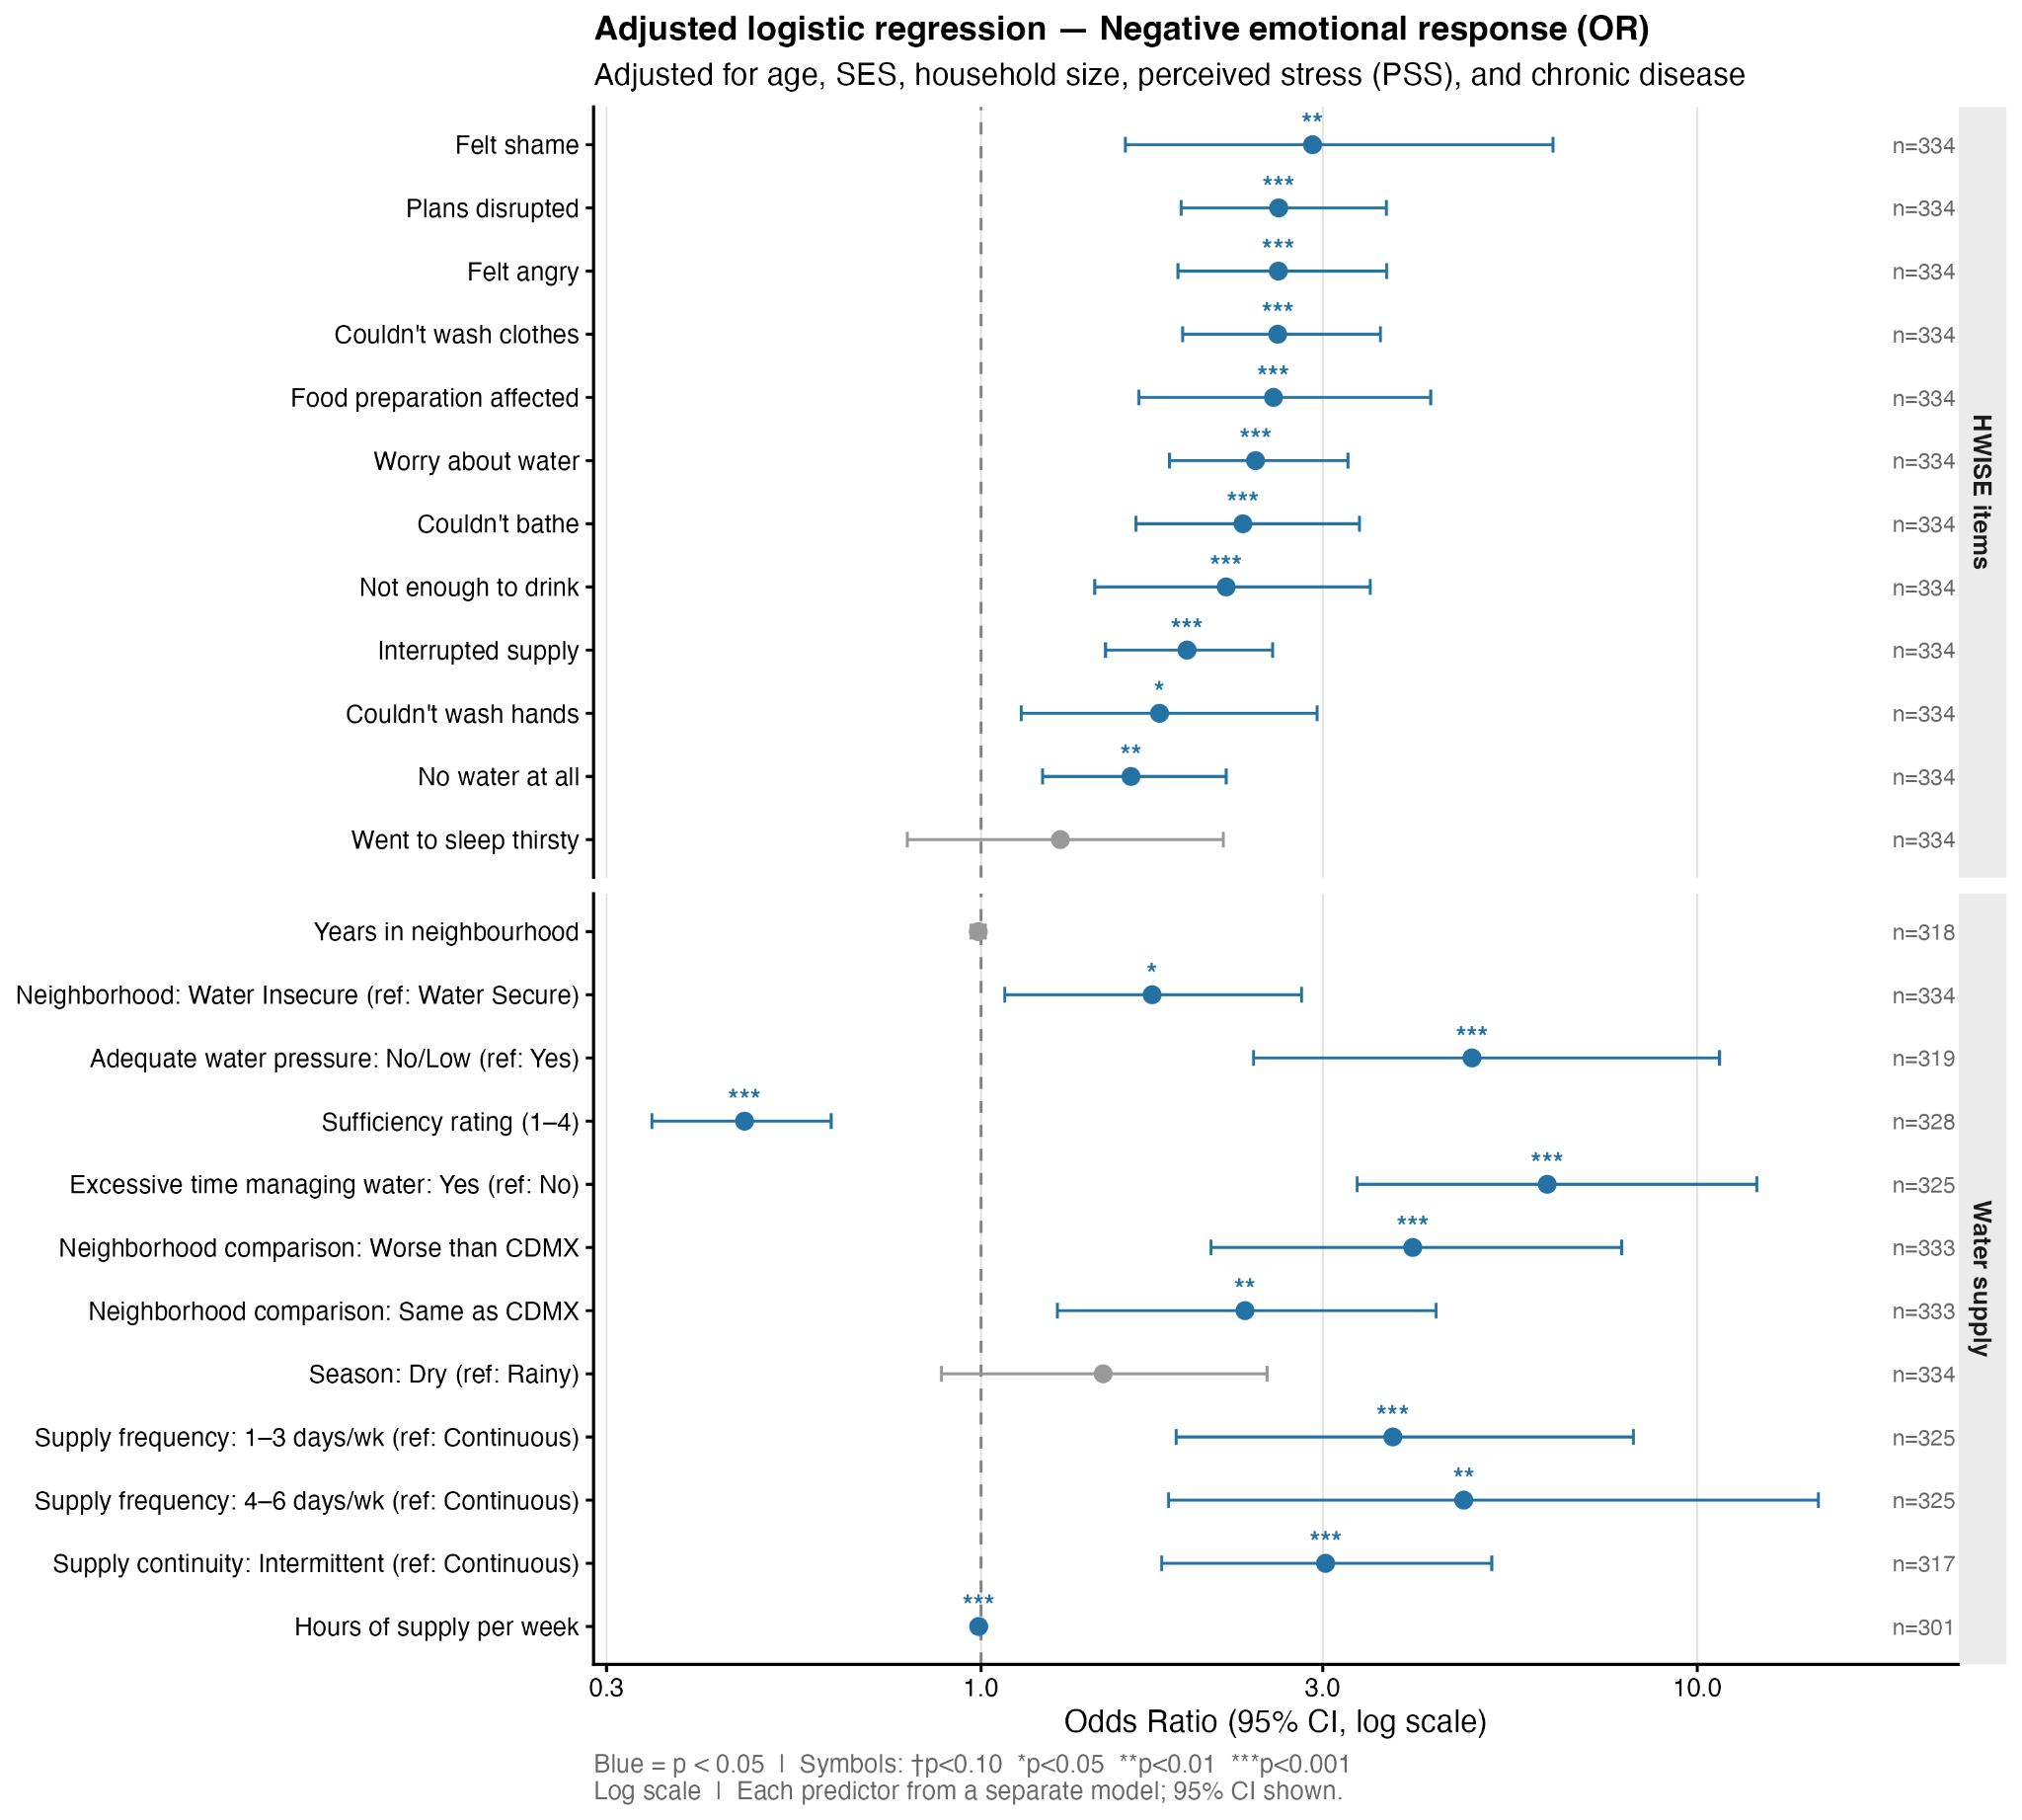 Adjusted logistic regression — Negative emotional response (OR)
Adjusted for age, SES, household size, perceived stress (PSS), and chronic disease
**
Felt shame n=334
***
Plans disrupted n=334
***
Felt angry n=334
***
Couldn't wash clothes n=334
***
Food preparation affected n=334
***
Worry about water n=334
***
Couldn't bathe n=334
***
Not enough to drink n=334
***
Interrupted supply n=334
*
Couldn't wash hands n=334
**
No water at all n=334
Went to sleep thirsty n=334
HWISE items
Years in neighbourhood n=318
*
Neighborhood: Water Insecure (ref: Water Secure) n=334
***
Adequate water pressure: No/Low (ref: Yes) n=319
***
Sufficiency rating (1–4) n=328
***
Excessive time managing water: Yes (ref: No) n=325
***
Neighborhood comparison: Worse than CDMX n=333
**
Neighborhood comparison: Same as CDMX n=333
Season: Dry (ref: Rainy) n=334
***
Supply frequency: 1–3 days/wk (ref: Continuous) n=325
**
Supply frequency: 4–6 days/wk (ref: Continuous) n=325
***
Supply continuity: Intermittent (ref: Continuous) n=317
***
Hours of supply per week n=301
Water supply
0.3 1.0 3.0 10.0
Odds Ratio (95% CI, log scale)
Blue = p < 0.05 | Symbols: †p<0.10 *p<0.05 **p<0.01 ***p<0.001
Log scale | Each predictor from a separate model; 95% CI shown.